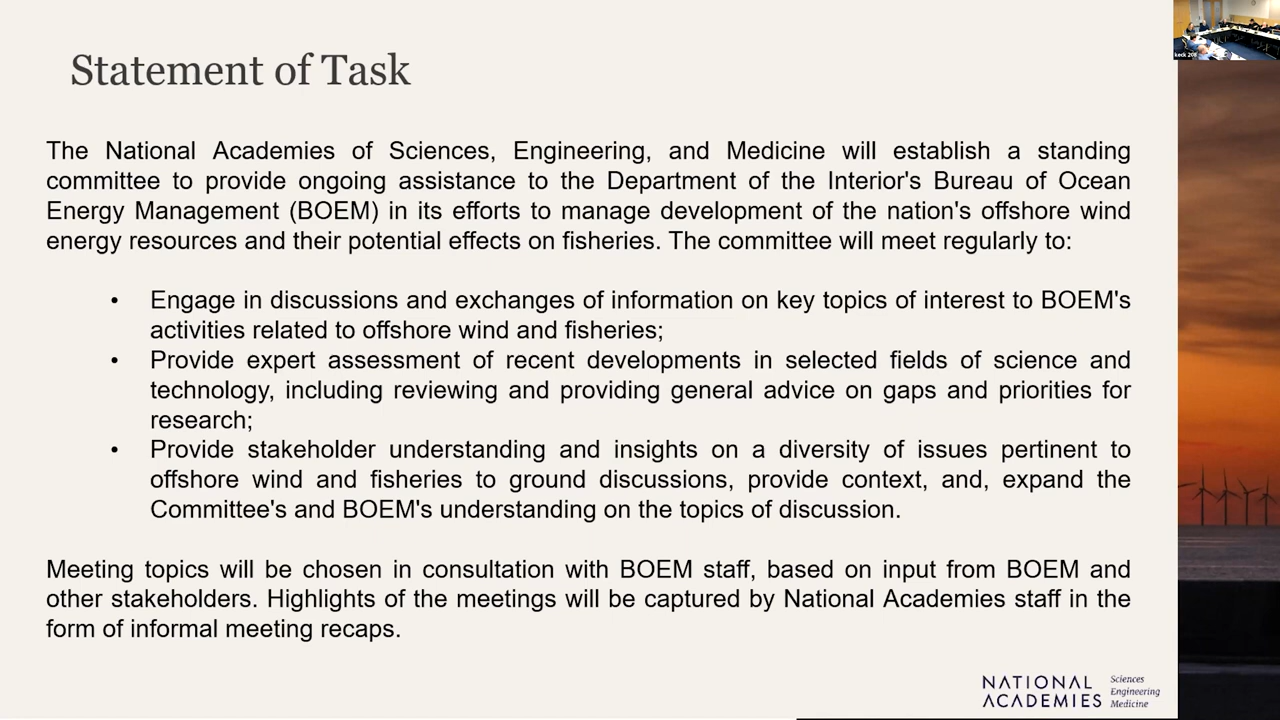 Statement of Task
The National Academies of Sciences, Engineering, and Medicine will establish a standing
committee to provide ongoing assistance to the Department of the Interior's Bureau of Ocean
Energy Management (BOEM) in its efforts to manage development of the nation's offshore wind
energy resources and their potential effects on fisheries. The committee will meet regularly to:
• Engage in discussions and exchanges of information on key topics of interest to BOEM's
activities related to offshore wind and fisheries;
• Provide expert assessment of recent developments in selected fields of science and
technology, including reviewing and providing general advice on gaps and priorities for
research;
• Provide stakeholder understanding and insights on a diversity of issues pertinent to
offshore wind and fisheries to ground discussions, provide context, and, expand the
Committee's and BOEM's understanding on the topics of discussion.
Meeting topics will be chosen in consultation with BOEM staff, based on input from BOEM and
other stakeholders. Highlights of the meetings will be captured by National Academies staff in the
form of informal meeting recaps.
NATIONAL ACADEMIES
Sciences
Engineering
Medicine